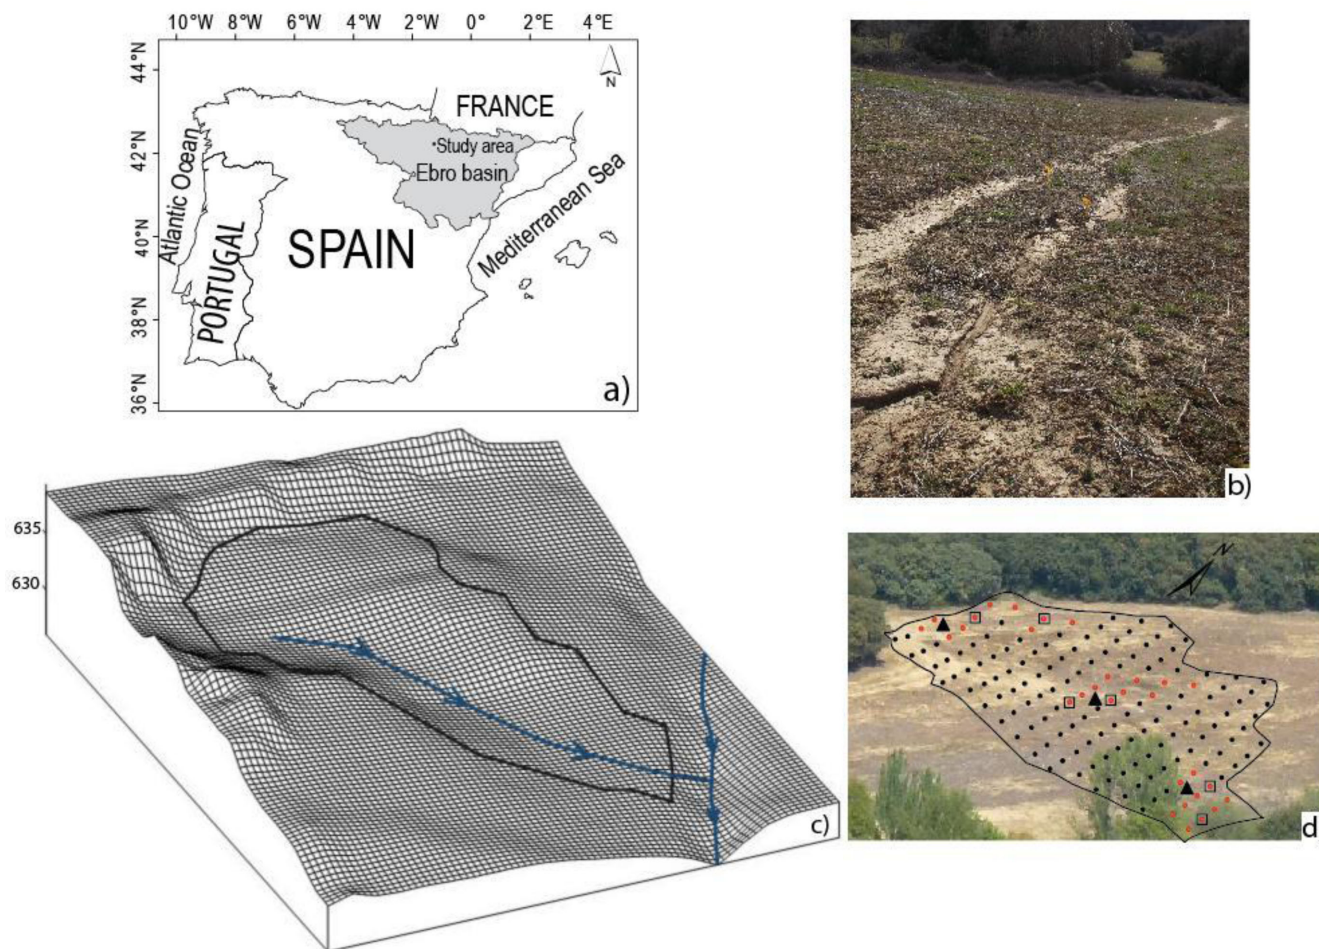 10°W 8°W 6°W 4°W 2°W 0° 2°E 4°E
44°N
42°N
40°N
38°N
36°N
N
FRANCE
Study area
Ebro basin
Atlantic Ocean
PORTUGAL
SPAIN
Mediterranean Sea
a)
b)
635
630
c)
N
d